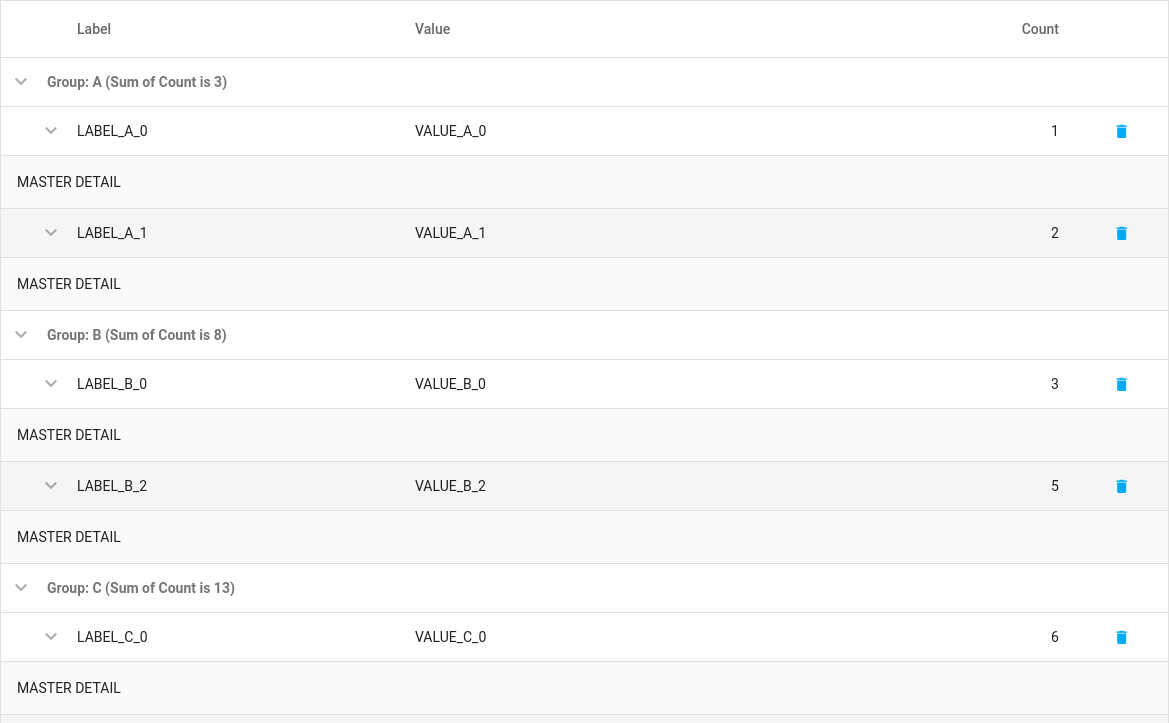 Label Value Count
Group: A (Sum of Count is 3)
LABEL_A_0 VALUE_A_0 1
MASTER DETAIL
LABEL_A_1 VALUE_A_1 2
MASTER DETAIL
Group: B (Sum of Count is 8)
LABEL_B_0 VALUE_B_0 3
MASTER DETAIL
LABEL_B_2 VALUE_B_2 5
MASTER DETAIL
Group: C (Sum of Count is 13)
LABEL_C_0 VALUE_C_0 6
MASTER DETAIL